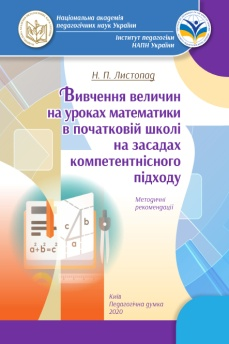 Національна академія
педагогічних наук України
Інститут педагогіки
НАПН України
Н. П. Листопад
Вивчення величин
на уроках математики
в початковій школі
на засадах
компетентнісного
підходу
Методичні
рекомендації
a+b=c
a
b
c
%
Київ
Педагогічна думка
2020